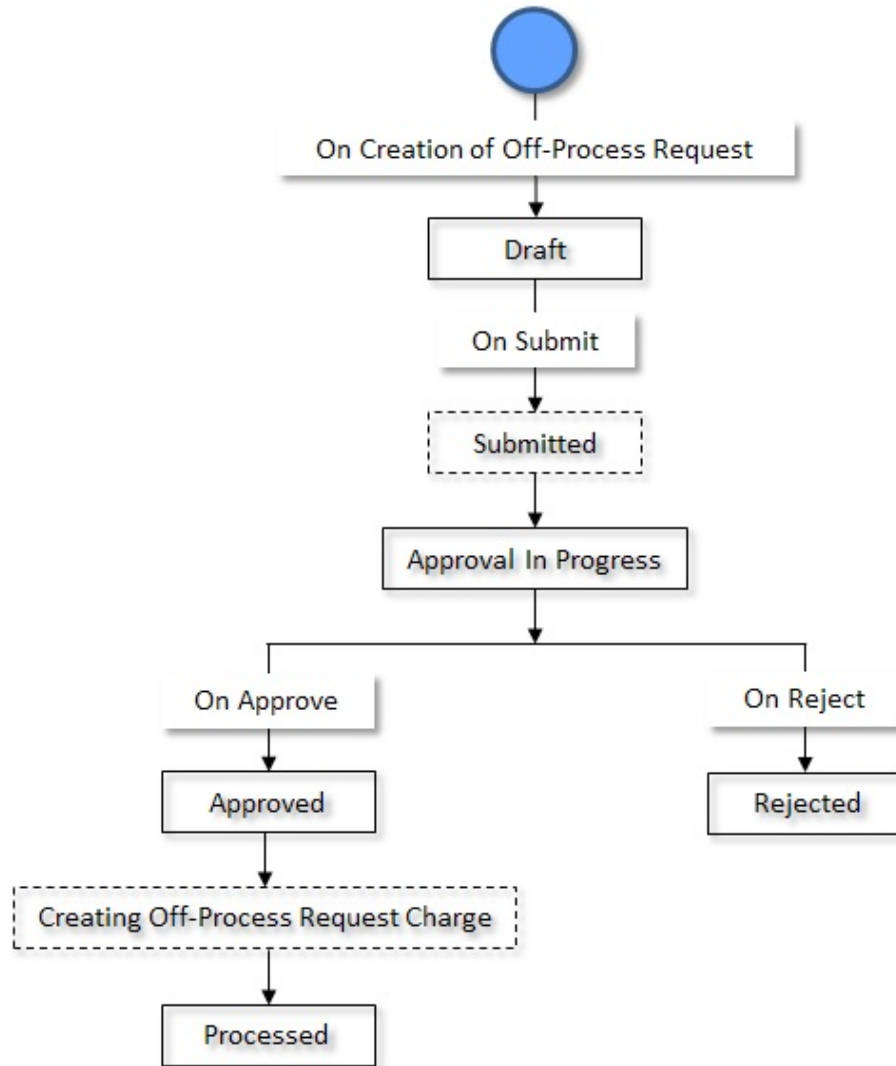 On Creation of Off-Process Request
Draft
On Submit
Submitted
Approval In Progress
On Approve
On Reject
Approved
Rejected
Creating Off-Process Request Charge
Processed